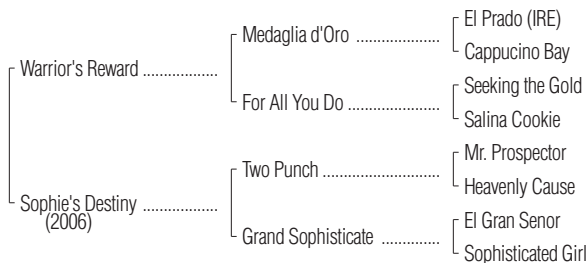 El Prado (IRE)
Medaglia d'Oro ....................
Cappucino Bay
Warrior's Reward ..................
Seeking the Gold
For All You Do ......................
Salina Cookie
Mr. Prospector
Two Punch ............................
Heavenly Cause
Sophie's Destiny ..................
(2006)
El Gran Senor
Grand Sophisticate ..............
Sophisticated Girl